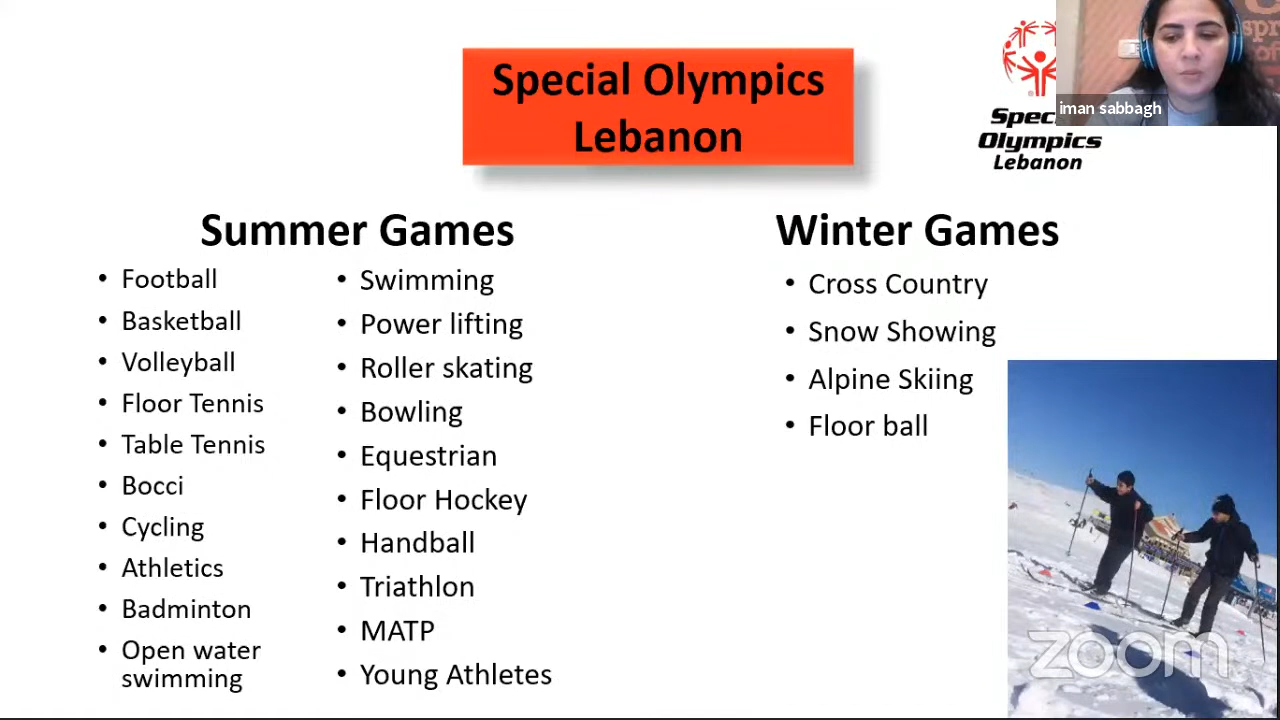 Special Olympics
Lebanon
iman sabbagh
Olympics
Lebanon
Summer Games
• Football
• Basketball
• Volleyball
• Floor Tennis
• Table Tennis
• Bocci
• Cycling
• Athletics
• Badminton
• Open water
swimming
• Swimming
• Power lifting
• Roller skating
• Bowling
• Equestrian
• Floor Hockey
• Handball
• Triathlon
• MATP
• Young Athletes
Winter Games
• Cross Country
• Snow Showing
• Alpine Skiing
• Floor ball
zoom